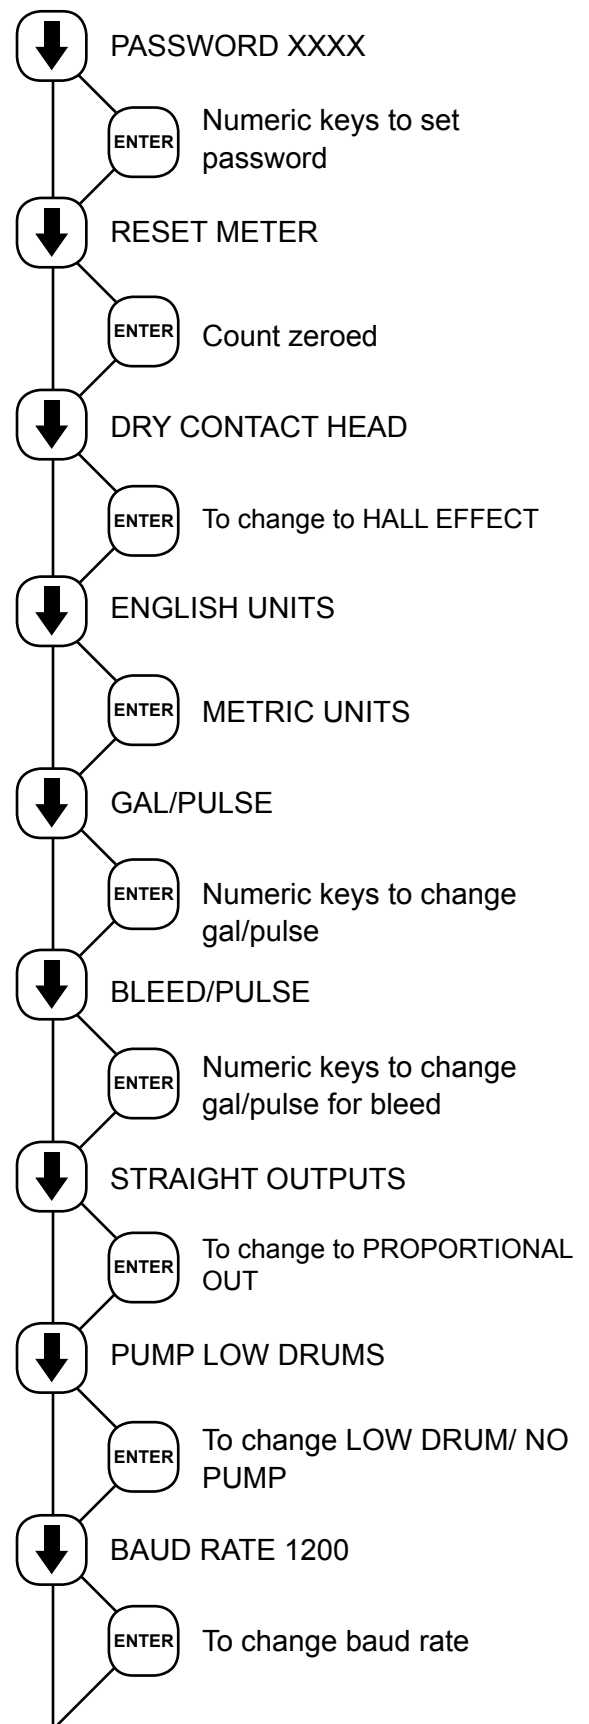 PASSWORD XXXX
ENTER
Numeric keys to set
password
RESET METER
ENTER
Count zeroed
DRY CONTACT HEAD
ENTER
To change to HALL EFFECT
ENGLISH UNITS
ENTER
METRIC UNITS
GAL/PULSE
ENTER
Numeric keys to change
gal/pulse
BLEED/PULSE
ENTER
Numeric keys to change
gal/pulse for bleed
STRAIGHT OUTPUTS
ENTER
To change to PROPORTIONAL
OUT
PUMP LOW DRUMS
ENTER
To change LOW DRUM/ NO
PUMP
BAUD RATE 1200
ENTER
To change baud rate